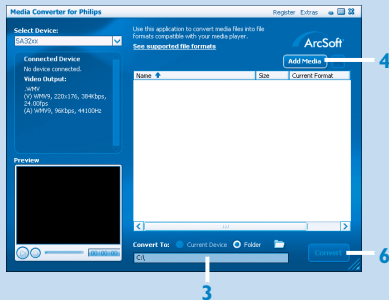 Media Converter for Philips
Register Extras
Select Device:
SA32xx
Connected Device
No device connected.
Video Output:
.WMV
(V) WMV9, 220x176, 384Kbps,
24.00fps
(A) WMV9, 96Kbps, 44100Hz
Use this application to convert media files into file
formats compatible with your media player.
See supported file formats
ArcSoft
Add Media
4
Name Size Current Format
Preview
00:00:00
Convert To: Current Device Folder
C:\
Convert
6
3